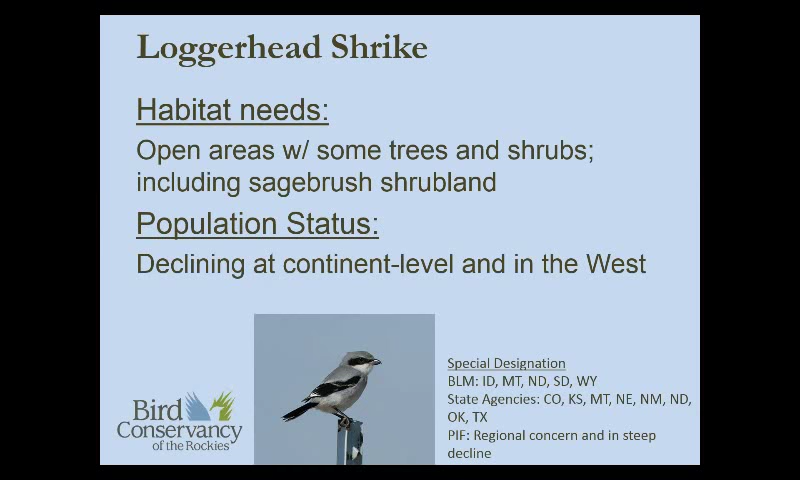 Loggerhead Shrike
Habitat needs:
Open areas w/ some trees and shrubs;
including sagebrush shrubland
Population Status:
Declining at continent-level and in the West
Special Designation
BLM: ID, MT, ND, SD, WY
State Agencies: CO, KS, MT, NE, NM, ND,
OK, TX
PIF: Regional concern and in steep
decline
Bird
Conservancy
of the Rockies